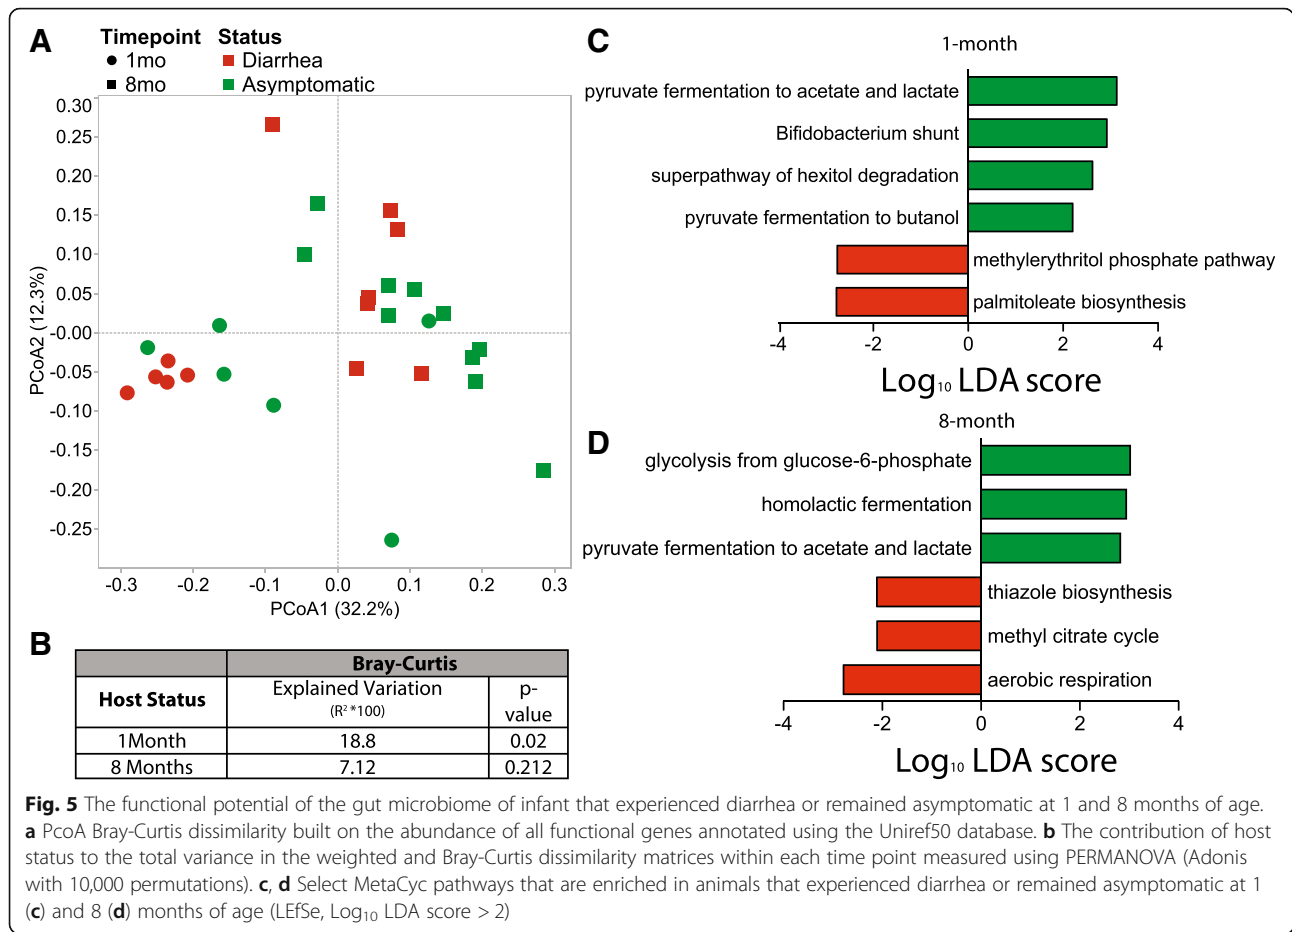 A
Timepoint Status
1mo Diarrhea
8mo Asymptomatic
0.30
0.25
0.20
0.15
0.10
0.05
-0.00
-0.05
-0.10
-0.15
-0.20
-0.25
PCoA2 (12.3%)
-0.3 -0.2 -0.1 0.0 0.1 0.2 0.3
PCoA1 (32.2%)
B
Bray-Curtis
Host Status Explained Variation (R² *100) p-value
1Month 18.8 0.02
8 Months 7.12 0.212
C
1-month
pyruvate fermentation to acetate and lactate
Bifidobacterium shunt
superpathway of hexitol degradation
pyruvate fermentation to butanol
methylerythritol phosphate pathway
palmitoleate biosynthesis
-4 -2 0 2 4
Log₁₀ LDA score
D
8-month
glycolysis from glucose-6-phosphate
homolactic fermentation
pyruvate fermentation to acetate and lactate
thiazole biosynthesis
methyl citrate cycle
aerobic respiration
-4 -2 0 2 4
Log₁₀ LDA score
Fig. 5 The functional potential of the gut microbiome of infant that experienced diarrhea or remained asymptomatic at 1 and 8 months of age.
a PcoA Bray-Curtis dissimilarity built on the abundance of all functional genes annotated using the Uniref50 database. b The contribution of host
status to the total variance in the weighted and Bray-Curtis dissimilarity matrices within each time point measured using PERMANOVA (Adonis
with 10,000 permutations). c, d Select MetaCyc pathways that are enriched in animals that experienced diarrhea or remained asymptomatic at 1
(c) and 8 (d) months of age (LEfSe, Log₁₀ LDA score > 2)